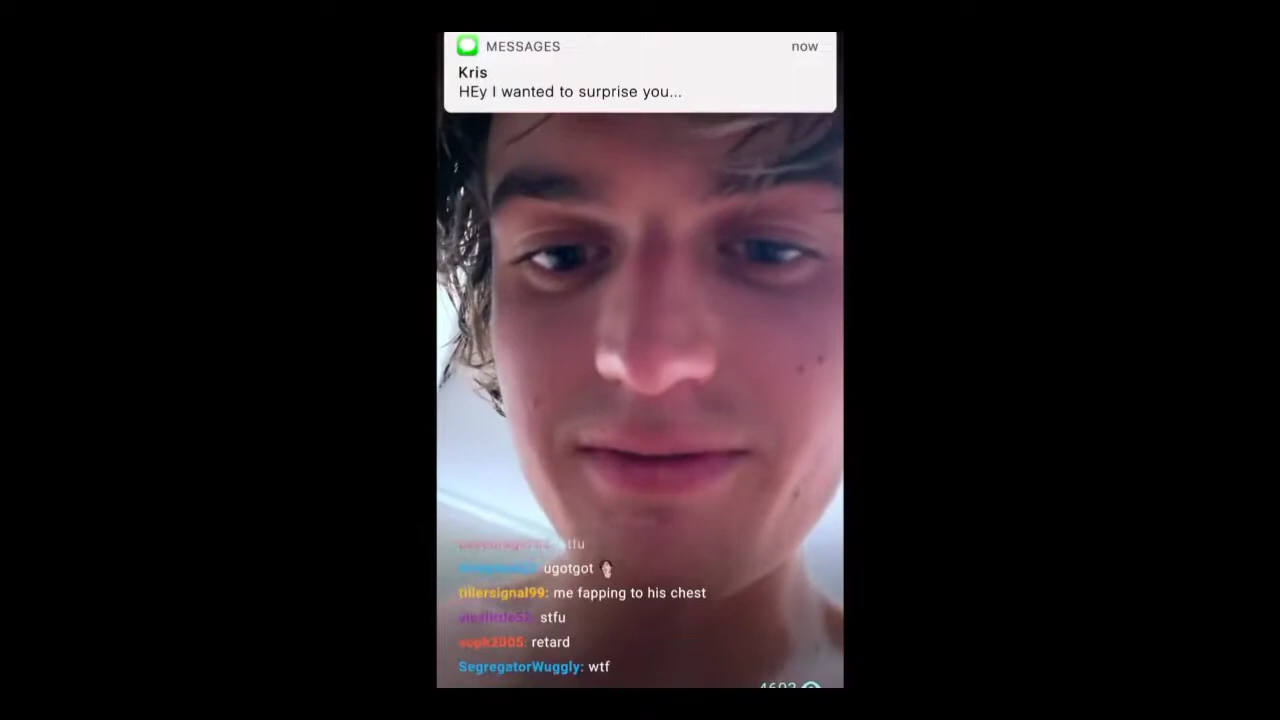 MESSAGES now
Kris
HEy I wanted to surprise you...
stfu
ugotgot
tillersignal99: me fapping to his chest
stfu
sopk2005: retard
SegregatorWuggly: wtf